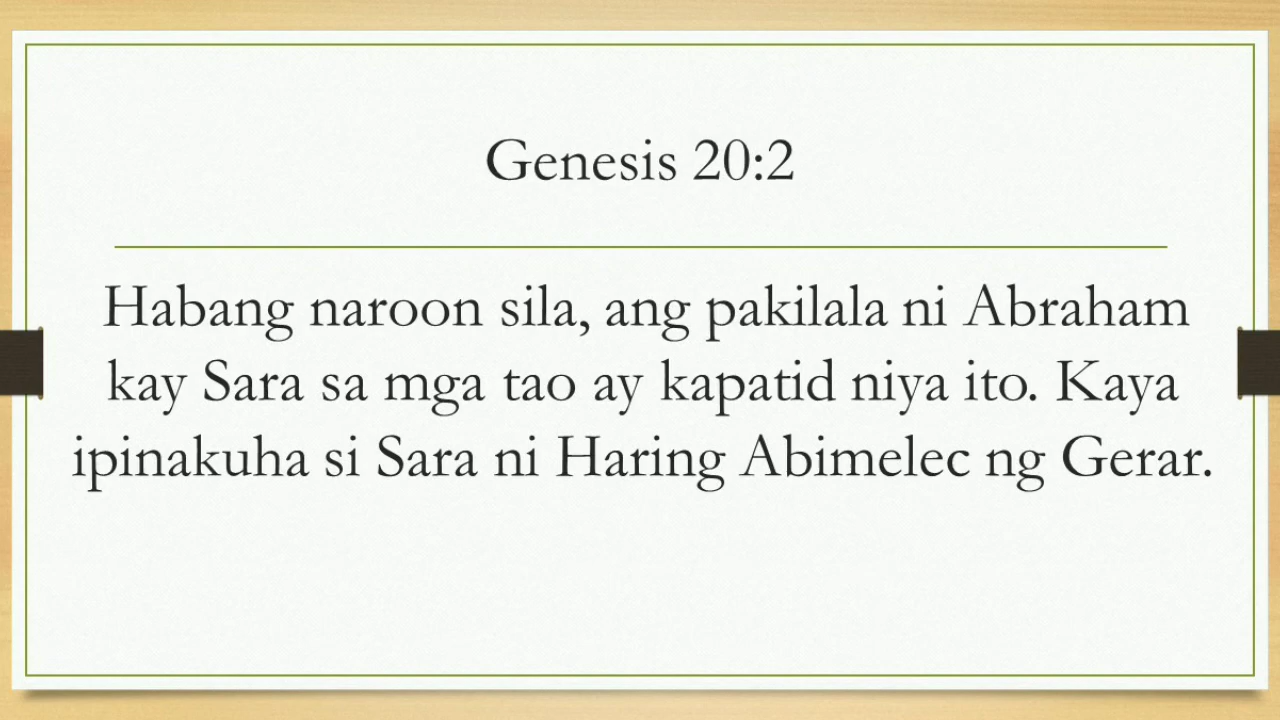 Genesis 20:2
Habang naroon sila, ang pakilala ni Abraham
kay Sara sa mga tao ay kapatid niya ito. Kaya
ipinakuha si Sara ni Haring Abimelec ng Gerar.